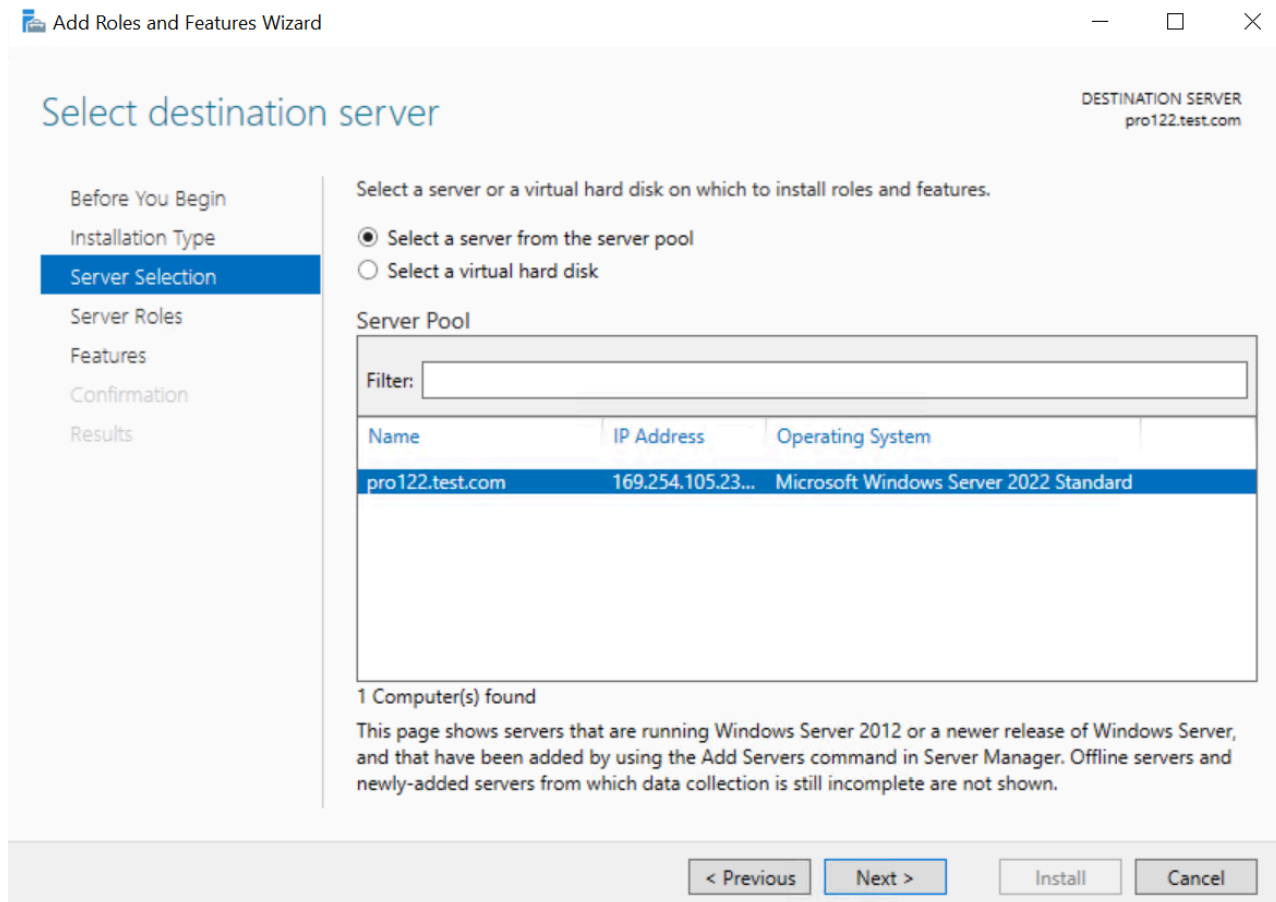 Add Roles and Features Wizard
Select destination server
DESTINATION SERVER
pro122.test.com
Before You Begin
Installation Type
Server Selection
Server Roles
Features
Confirmation
Results
Select a server or a virtual hard disk on which to install roles and features.
Select a server from the server pool
Select a virtual hard disk
Server Pool
Filter:
Name IP Address Operating System
pro122.test.com 169.254.105.23... Microsoft Windows Server 2022 Standard
1 Computer(s) found
This page shows servers that are running Windows Server 2012 or a newer release of Windows Server,
and that have been added by using the Add Servers command in Server Manager. Offline servers and
newly-added servers from which data collection is still incomplete are not shown.
< Previous Next > Install Cancel